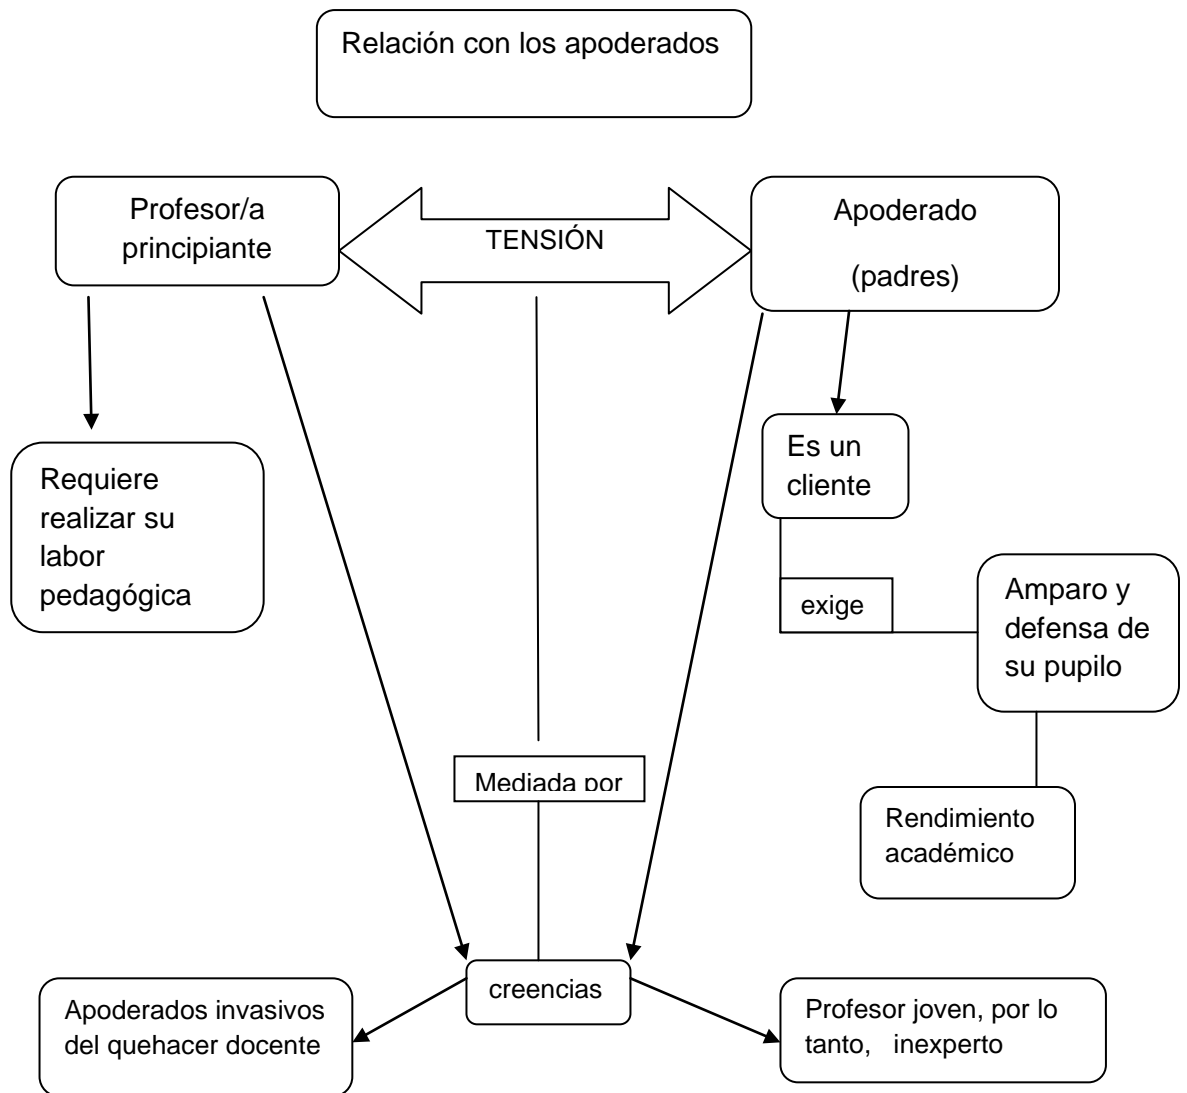 Relación con los apoderados
Profesor/a
principiante
TENSIÓN
Apoderado
(padres)
Requiere
realizar su
labor
pedagógica
Es un
cliente
exige
Amparo y
defensa de
su pupilo
Mediada por
Rendimiento
académico
creencias
Apoderados invasivos
del quehacer docente
Profesor joven, por lo
tanto, inexperto